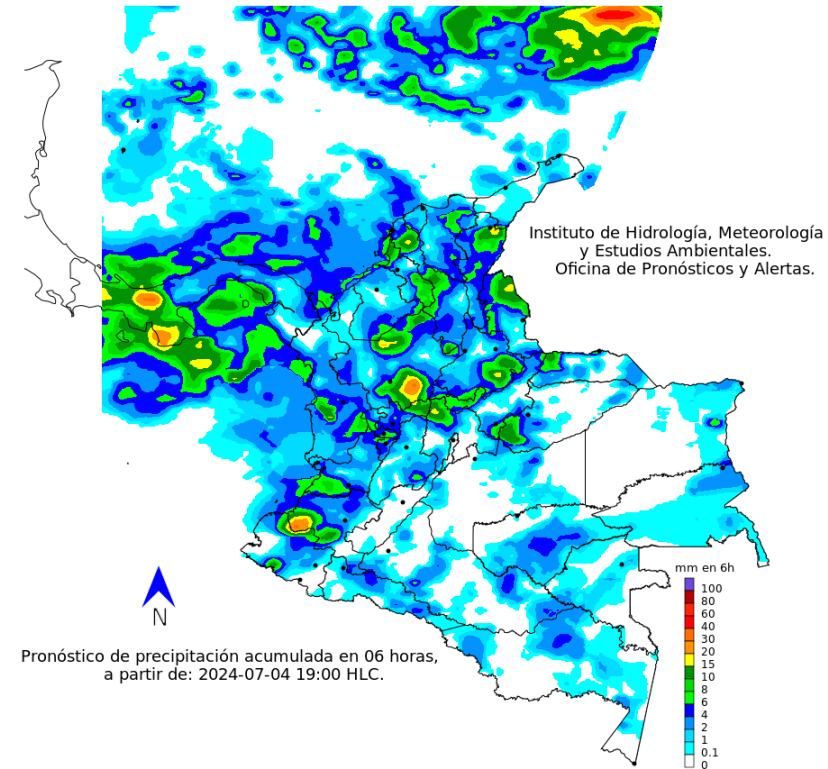 Instituto de Hidrología, Meteorología
y Estudios Ambientales.
Oficina de Pronósticos y Alertas.
mm en 6h
100
80
60
40
30
20
15
10
8
6
4
2
1
0.1
0
N
Pronóstico de precipitación acumulada en 06 horas,
a partir de: 2024-07-04 19:00 HLC.